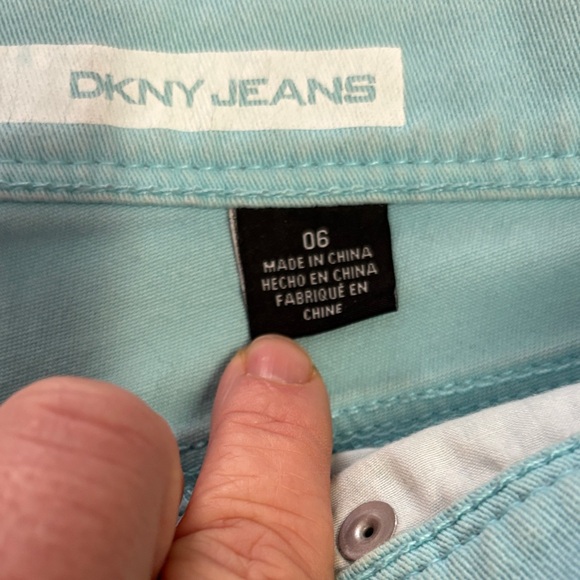 DKNY JEANS
06
MADE IN CHINA
HECHO EN CHINA
FABRIQUÉ EN
CHINE